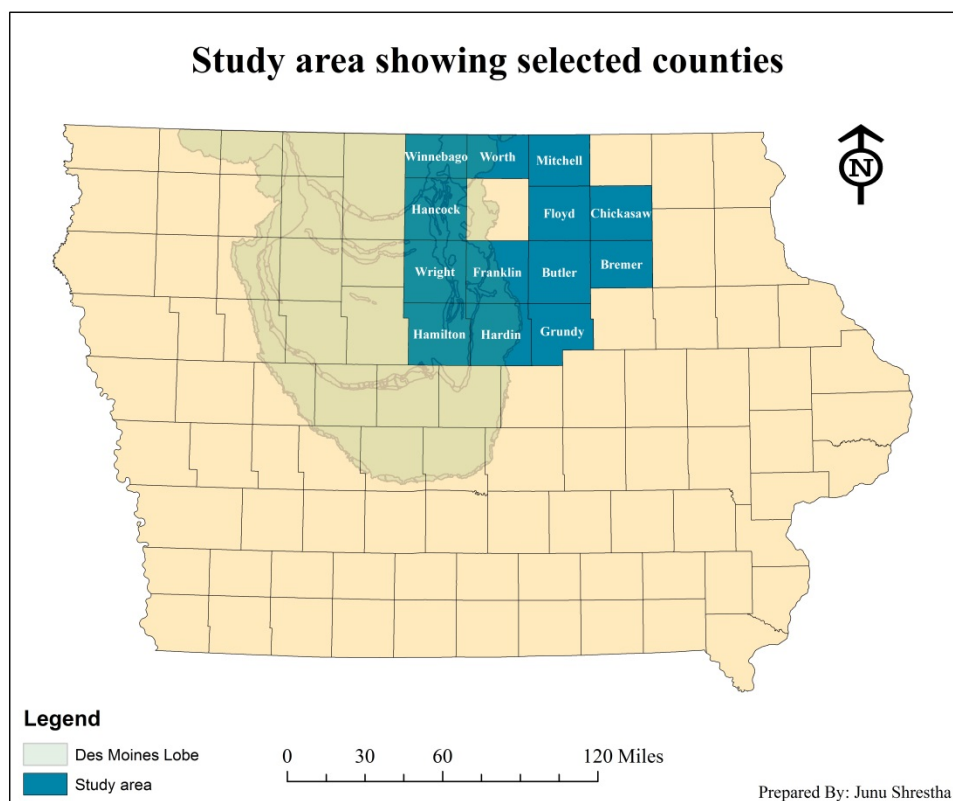 Study area showing selected counties
N
Winnebago Worth Mitchell
Hancock Floyd Chickasaw
Wright Franklin Butler Bremer
Hamilton Hardin Grundy
Legend
Des Moines Lobe
Study area
0 30 60 120 Miles
Prepared By: Junu Shrestha